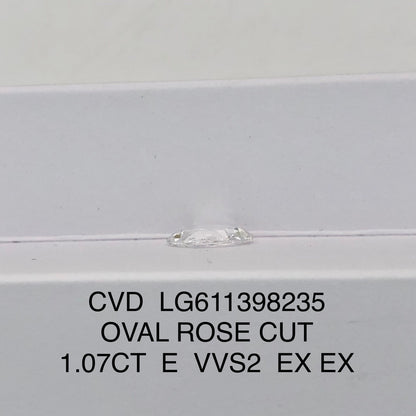 CVD LG611398235
OVAL ROSE CUT
1.07CT E VVS2 EX EX